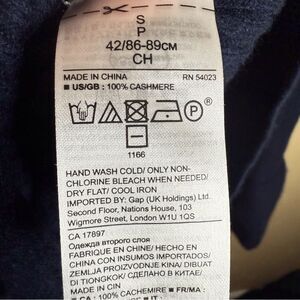 S
P
42/86-89CM
CH
MADE IN CHINA RN 54023
■ US/GB : 100% CASHMERE
P ®
1166
HAND WASH COLD/ ONLY NON-
CHLORINE BLEACH WHEN NEEDED/
DRY FLAT/ COOL IRON
IMPORTED BY: Gap (UK Holdings) Ltd.
Second Floor, Nations House, 103
Wigmore Street, London W1U 1QS
CA 17897
Одежда второго слоя
FABRIQUE EN CHINE/ HECHO EN
CHINA CON INSUMOS IMPORTADOS/
ZEMLJA PROIZVODNJE KINA/ DIBUAT
DI TIONGKOK/ СДЕЛАНО В КИТАЕ/
IN CINA
■ CA : 100% CACHEMIRE ■ FR/MA :